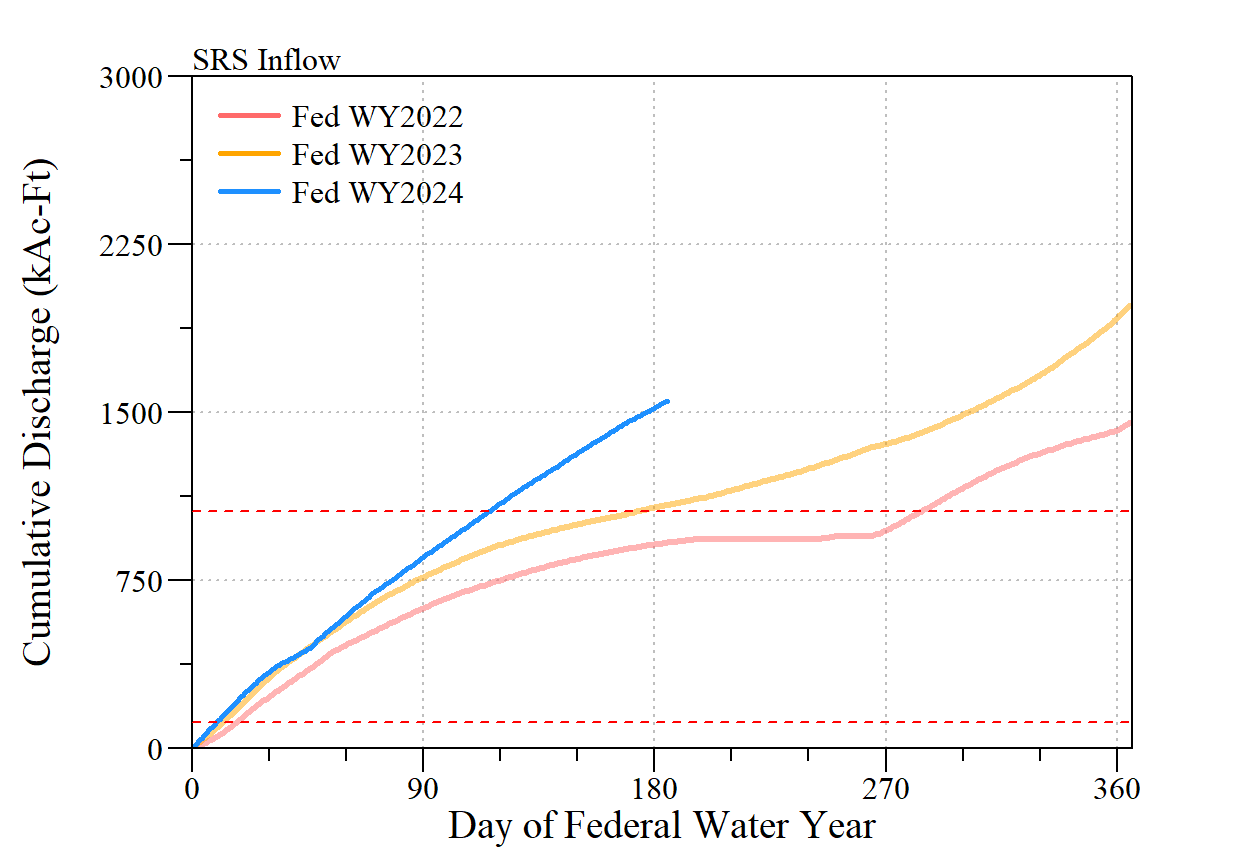 SRS Inflow
3000
2250
1500
750
0
Fed WY2022
Fed WY2023
Fed WY2024
Cumulative Discharge (kAc-Ft)
0 90 180 270 360
Day of Federal Water Year